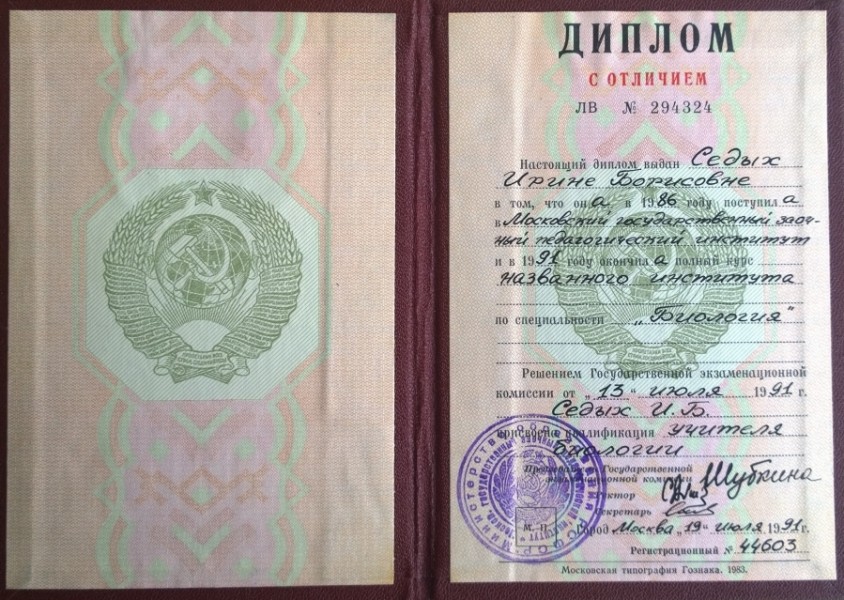 ДИПЛОМ
С ОТЛИЧИЕМ
ЛВ № 294324
Настоящий диплом выдан Седых
Ирине Борисовне
в том, что она в 1986 году поступила
в Московский государственный заоч-
ный педагогический институт
и в 1991 году окончила полный курс
названного института
по специальности „Биология"
Решением Государственной экзаменационной
комиссии от „13" июля 1991 г.
Седых И.Б.
присвоена квалификация учителя
биологии
Председатель Государственной
экзаменационной комиссии Шубкина
Ректор
Секретарь
М. П.
Город Москва „19" июля 1991 г.
Регистрационный № 44603
Московская типография Гознака. 1983.